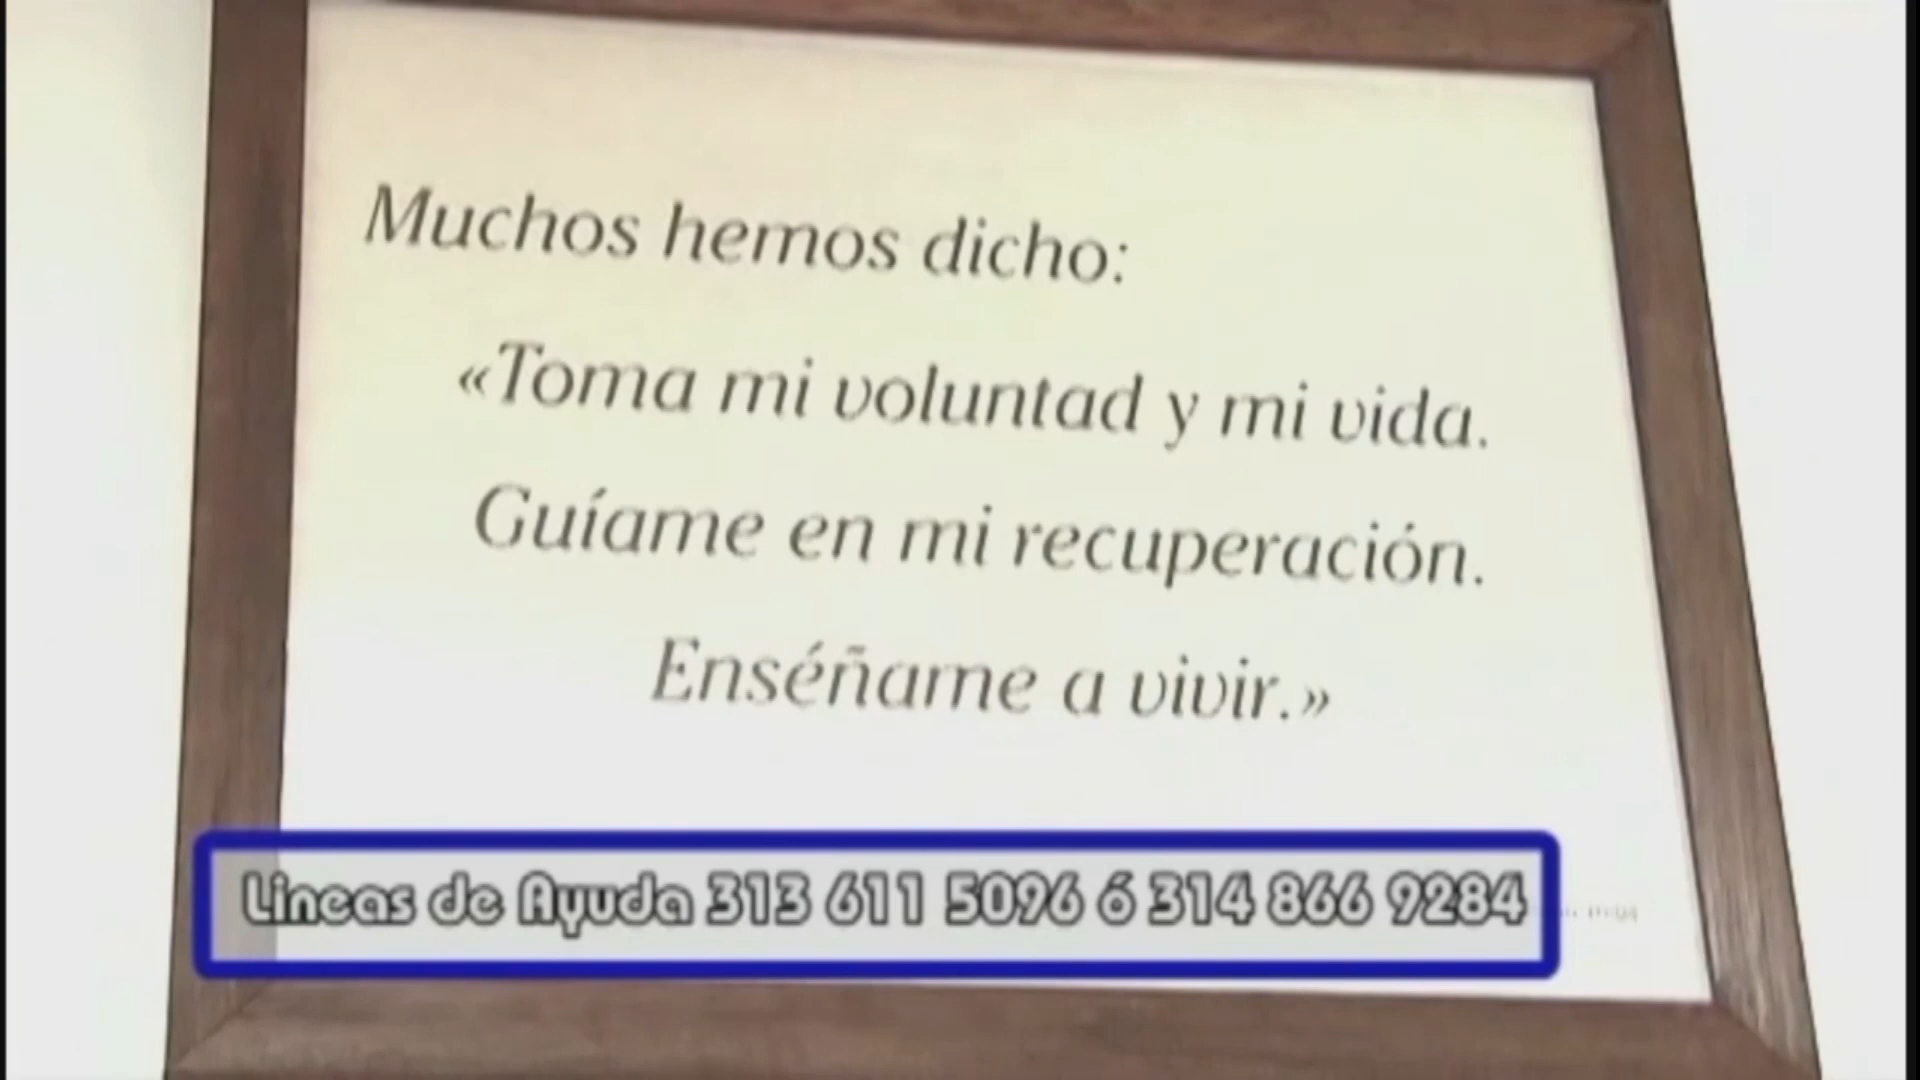 Muchos hemos dicho:
«Toma mi voluntad y mi vida.
Guíame en mi recuperación.
Enséñame a vivir.»
Lineas de Ayuda 313 611 5096 ó 314 866 9284